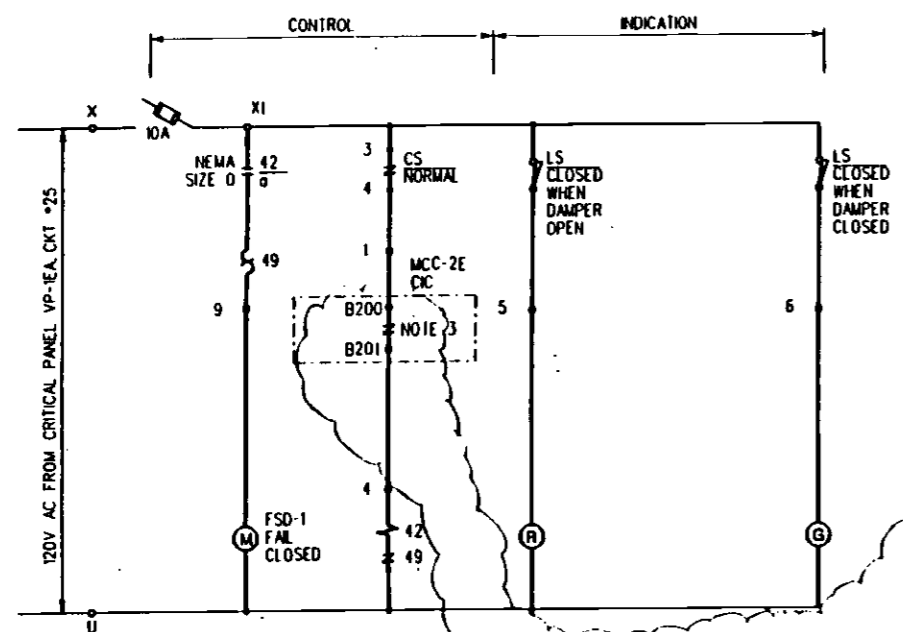 CONTROL
INDICATION
X
10A
X1
NEMA
SIZE 0
42
a
3
CS
NORMAL
4
LS
CLOSED
WHEN
DAMPER
OPEN
LS
CLOSED
WHEN
DAMPER
CLOSED
1
49
MCC-2E
CIC
9
B200
NOTE 3
B201
5
6
120V AC FROM CRITICAL PANEL VP-1EA, CKT #25
4
M
FSD-1
FAIL
CLOSED
42
49
R
G
U